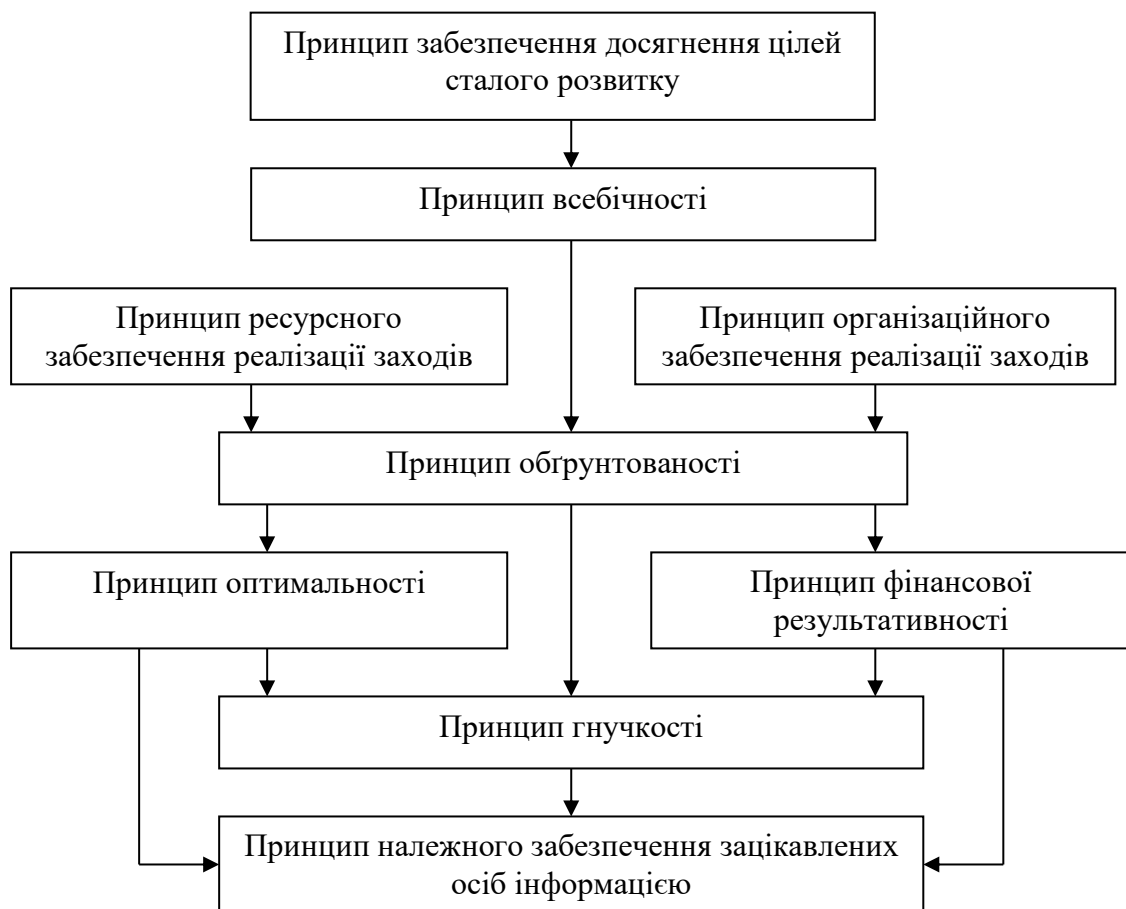 Принцип забезпечення досягнення цілей
сталого розвитку
Принцип всебічності
Принцип ресурсного
забезпечення реалізації заходів
Принцип організаційного
забезпечення реалізації заходів
Принцип обґрунтованості
Принцип оптимальності
Принцип фінансової
результативності
Принцип гнучкості
Принцип належного забезпечення зацікавлених
осіб інформацією